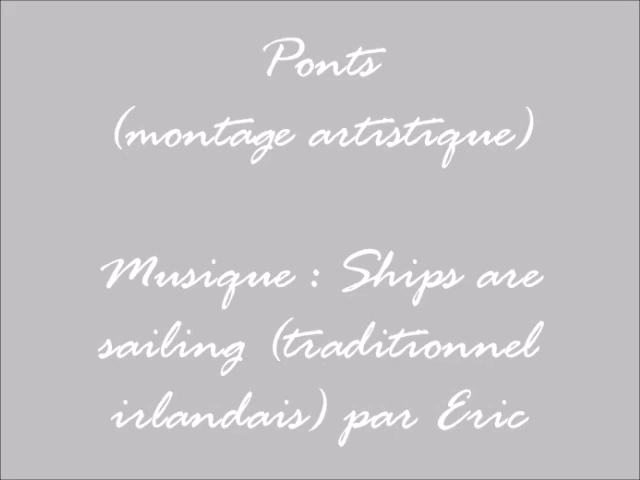 Ponts
(montage artistique)
Musique : Ships are
sailing (traditionnel
irlandais) par Eric